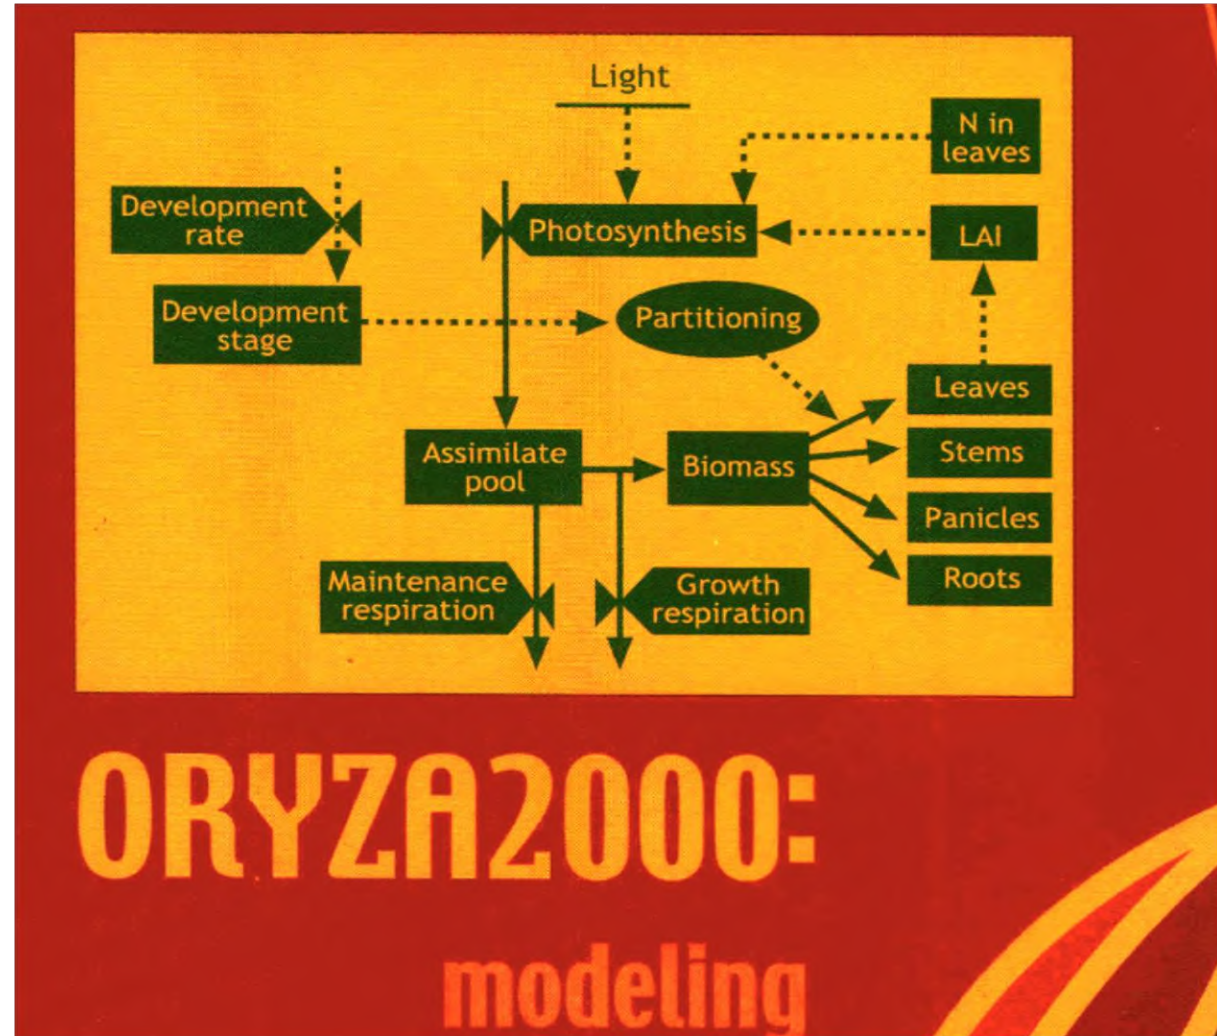 Light
N in
leaves
Development
rate
Photosynthesis
LAI
Development
stage
Partitioning
Leaves
Assimilate
pool
Biomass
Stems
Panicles
Roots
Maintenance
respiration
Growth
respiration
ORYZA2000:
modeling